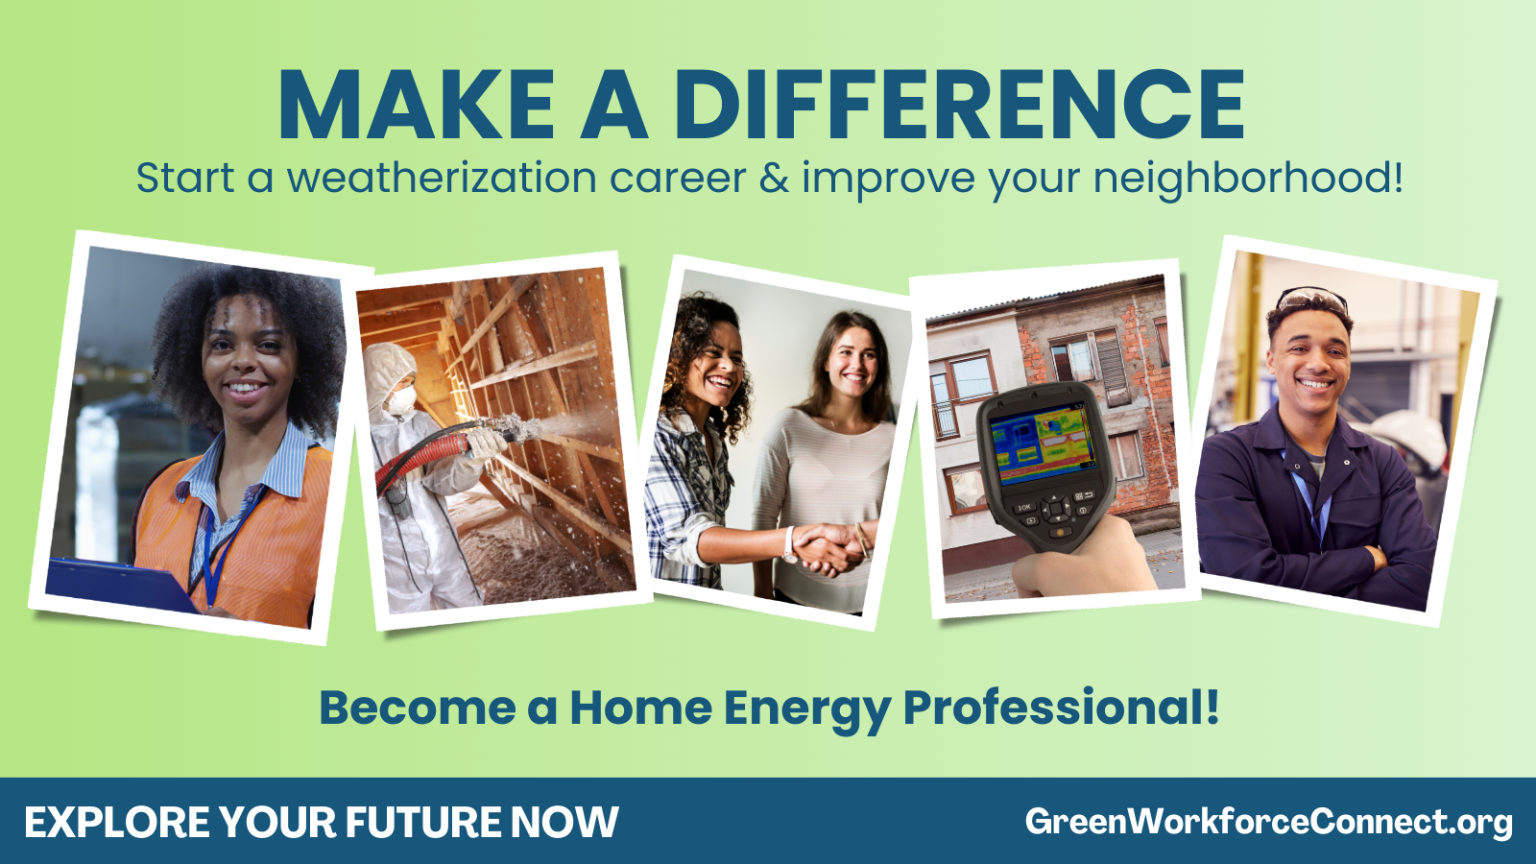 MAKE A DIFFERENCE
Start a weatherization career & improve your neighborhood!
Become a Home Energy Professional!
EXPLORE YOUR FUTURE NOW
GreenWorkforceConnect.org